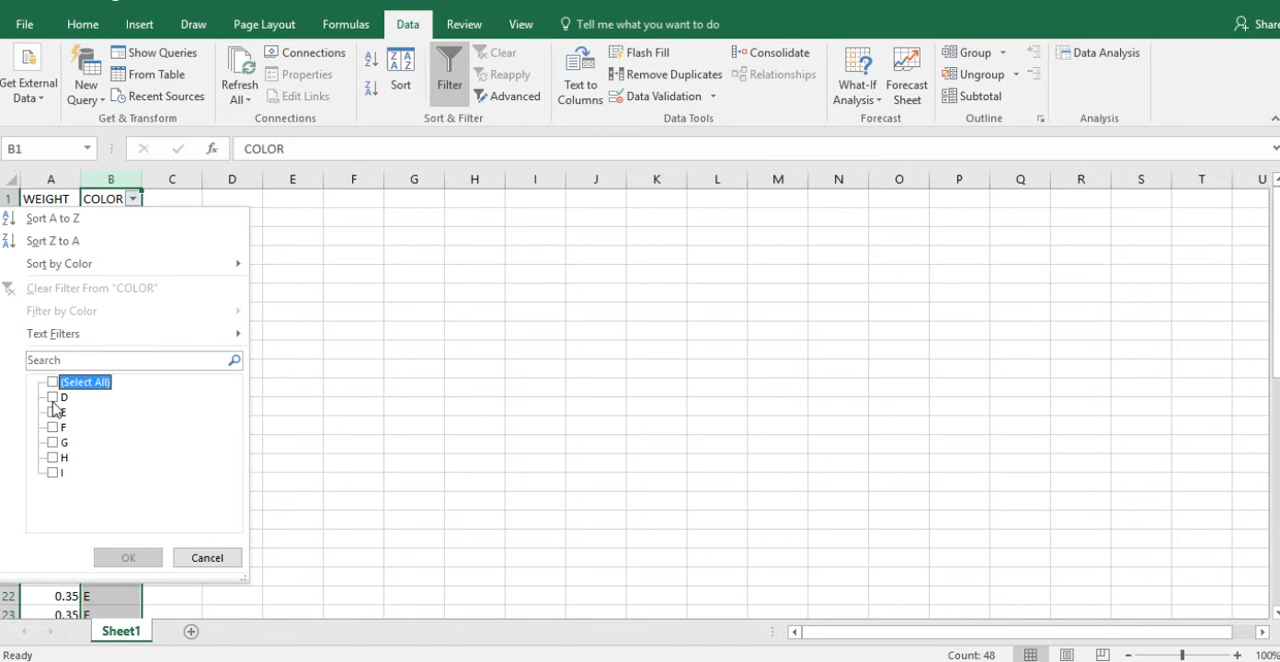 File Home Insert Draw Page Layout Formulas Data Review View Tell me what you want to do Share
Get External Data
New Query
Show Queries
From Table
Recent Sources
Get & Transform
Refresh All
Connections
Properties
Edit Links
Connections
Sort
Filter
Clear
Reapply
Advanced
Sort & Filter
Text to Columns
Flash Fill
Remove Duplicates
Data Validation
Consolidate
Relationships
Data Tools
What-If Analysis
Forecast Sheet
Forecast
Group
Ungroup
Subtotal
Outline
Data Analysis
Analysis
B1 fx COLOR
A B C D E F G H I J K L M N O P Q R S T U
1 WEIGHT COLOR
Sort A to Z
Sort Z to A
Sort by Color
Clear Filter From "COLOR"
Filter by Color
Text Filters
Search
(Select All)
D
E
F
G
H
I
OK Cancel
22 0.35 E
23 0.35
Sheet1
Ready Count: 48 100%